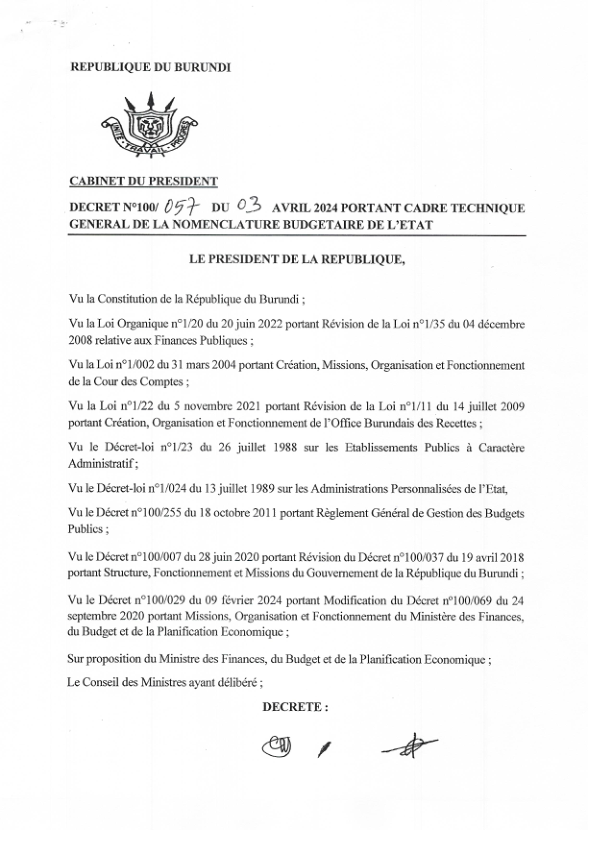 REPUBLIQUE DU BURUNDI
UNITE - TRAVAIL - PROGRES
CABINET DU PRESIDENT
DECRET N°100/ 057 DU 03 AVRIL 2024 PORTANT CADRE TECHNIQUE
GENERAL DE LA NOMENCLATURE BUDGETAIRE DE L'ETAT
LE PRESIDENT DE LA REPUBLIQUE,
Vu la Constitution de la République du Burundi ;
Vu la Loi Organique n°1/20 du 20 juin 2022 portant Révision de la Loi n°1/35 du 04 décembre
2008 relative aux Finances Publiques ;
Vu la Loi n°1/002 du 31 mars 2004 portant Création, Missions, Organisation et Fonctionnement
de la Cour des Comptes ;
Vu la Loi n°1/22 du 5 novembre 2021 portant Révision de la Loi n°1/11 du 14 juillet 2009
portant Création, Organisation et Fonctionnement de l'Office Burundais des Recettes ;
Vu le Décret-loi n°1/23 du 26 juillet 1988 sur les Etablissements Publics à Caractère
Administratif ;
Vu le Décret-loi n°1/024 du 13 juillet 1989 sur les Administrations Personnalisées de l'Etat,
Vu le Décret n°100/255 du 18 octobre 2011 portant Règlement Général de Gestion des Budgets
Publics ;
Vu le Décret n°100/007 du 28 juin 2020 portant Révision du Décret n°100/037 du 19 avril 2018
portant Structure, Fonctionnement et Missions du Gouvernement de la République du Burundi ;
Vu le Décret n°100/029 du 09 février 2024 portant Modification du Décret n°100/069 du 24
septembre 2020 portant Missions, Organisation et Fonctionnement du Ministère des Finances,
du Budget et de la Planification Economique ;
Sur proposition du Ministre des Finances, du Budget et de la Planification Economique ;
Le Conseil des Ministres ayant délibéré ;
DECRETE :